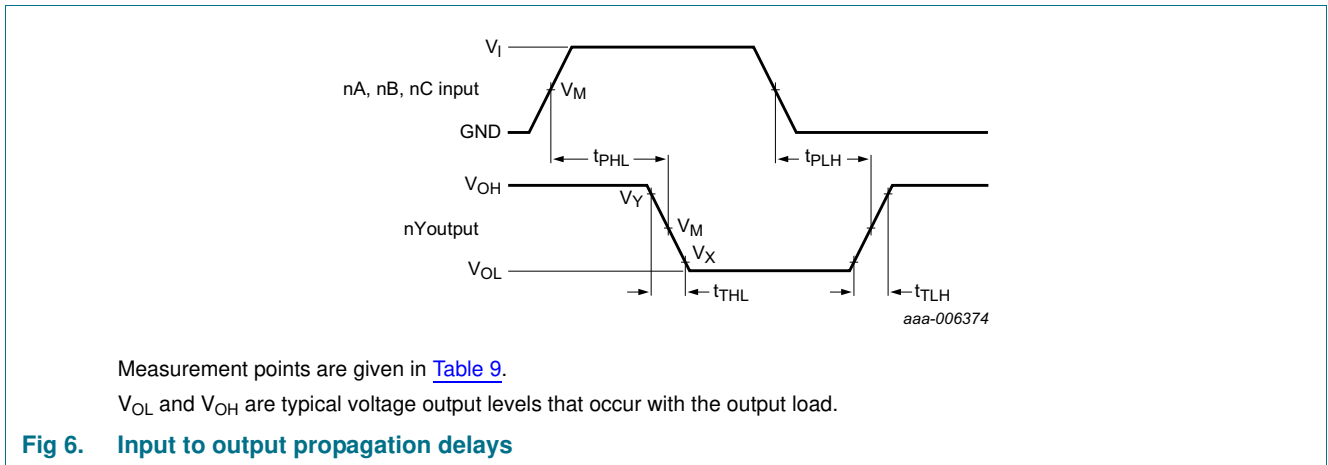 VI
nA, nB, nC input
VM
GND
tPHL
tPLH
VOH
VY
nYoutput
VM
VX
VOL
tTHL
tTLH
aaa-006374
Measurement points are given in Table 9.
VOL and VOH are typical voltage output levels that occur with the output load.
Fig 6. Input to output propagation delays